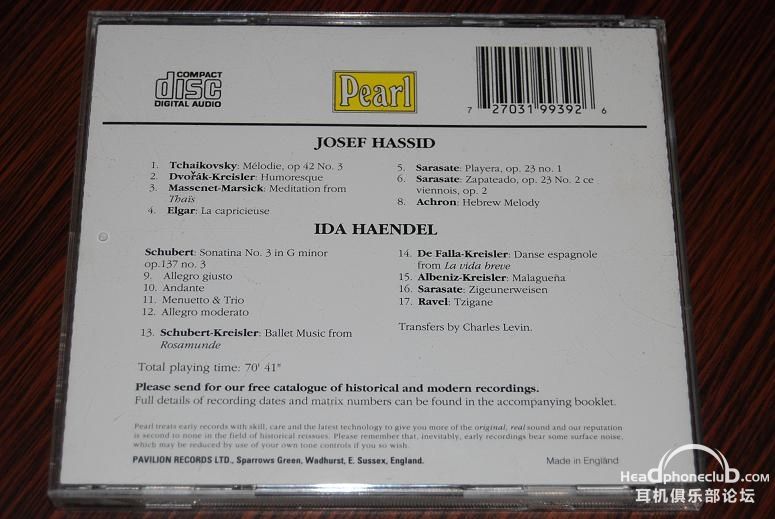 COMPACT
disc
DIGITAL AUDIO
Pearl
7 27031 99392 6
JOSEF HASSID
1. Tchaikovsky: Mélodie, op 42 No. 3
2. Dvořák-Kreisler: Humoresque
3. Massenet-Marsick: Meditation from
Thaïs
4. Elgar: La capricieuse
5. Sarasate: Playera, op. 23 no. 1
6. Sarasate: Zapateado, op. 23 No. 2 ce
viennois, op. 2
8. Achron: Hebrew Melody
IDA HAENDEL
Schubert: Sonatina No. 3 in G minor
op.137 no. 3
9. Allegro giusto
10. Andante
11. Menuetto & Trio
12. Allegro moderato
13. Schubert-Kreisler: Ballet Music from
Rosamunde
14. De Falla-Kreisler: Danse espagnole
from La vida breve
15. Albeniz-Kreisler: Malagueña
16. Sarasate: Zigeunerweisen
17. Ravel: Tzigane
Transfers by Charles Levin.
Total playing time: 70' 41"
Please send for our free catalogue of historical and modern recordings.
Full details of recording dates and matrix numbers can be found in the accompanying booklet.
Pearl treats early records with skill, care and the latest technology to give you more of the original, real sound and our reputation
is second to none in the field of historical reissues. Please remember that, inevitably, early recordings bear some surface noise,
which may be reduced by use of your own tone controls if you so wish.
PAVILION RECORDS LTD., Sparrows Green, Wadhurst, E. Sussex, England.
Made in England
Headphoneclub.com
耳机俱乐部论坛